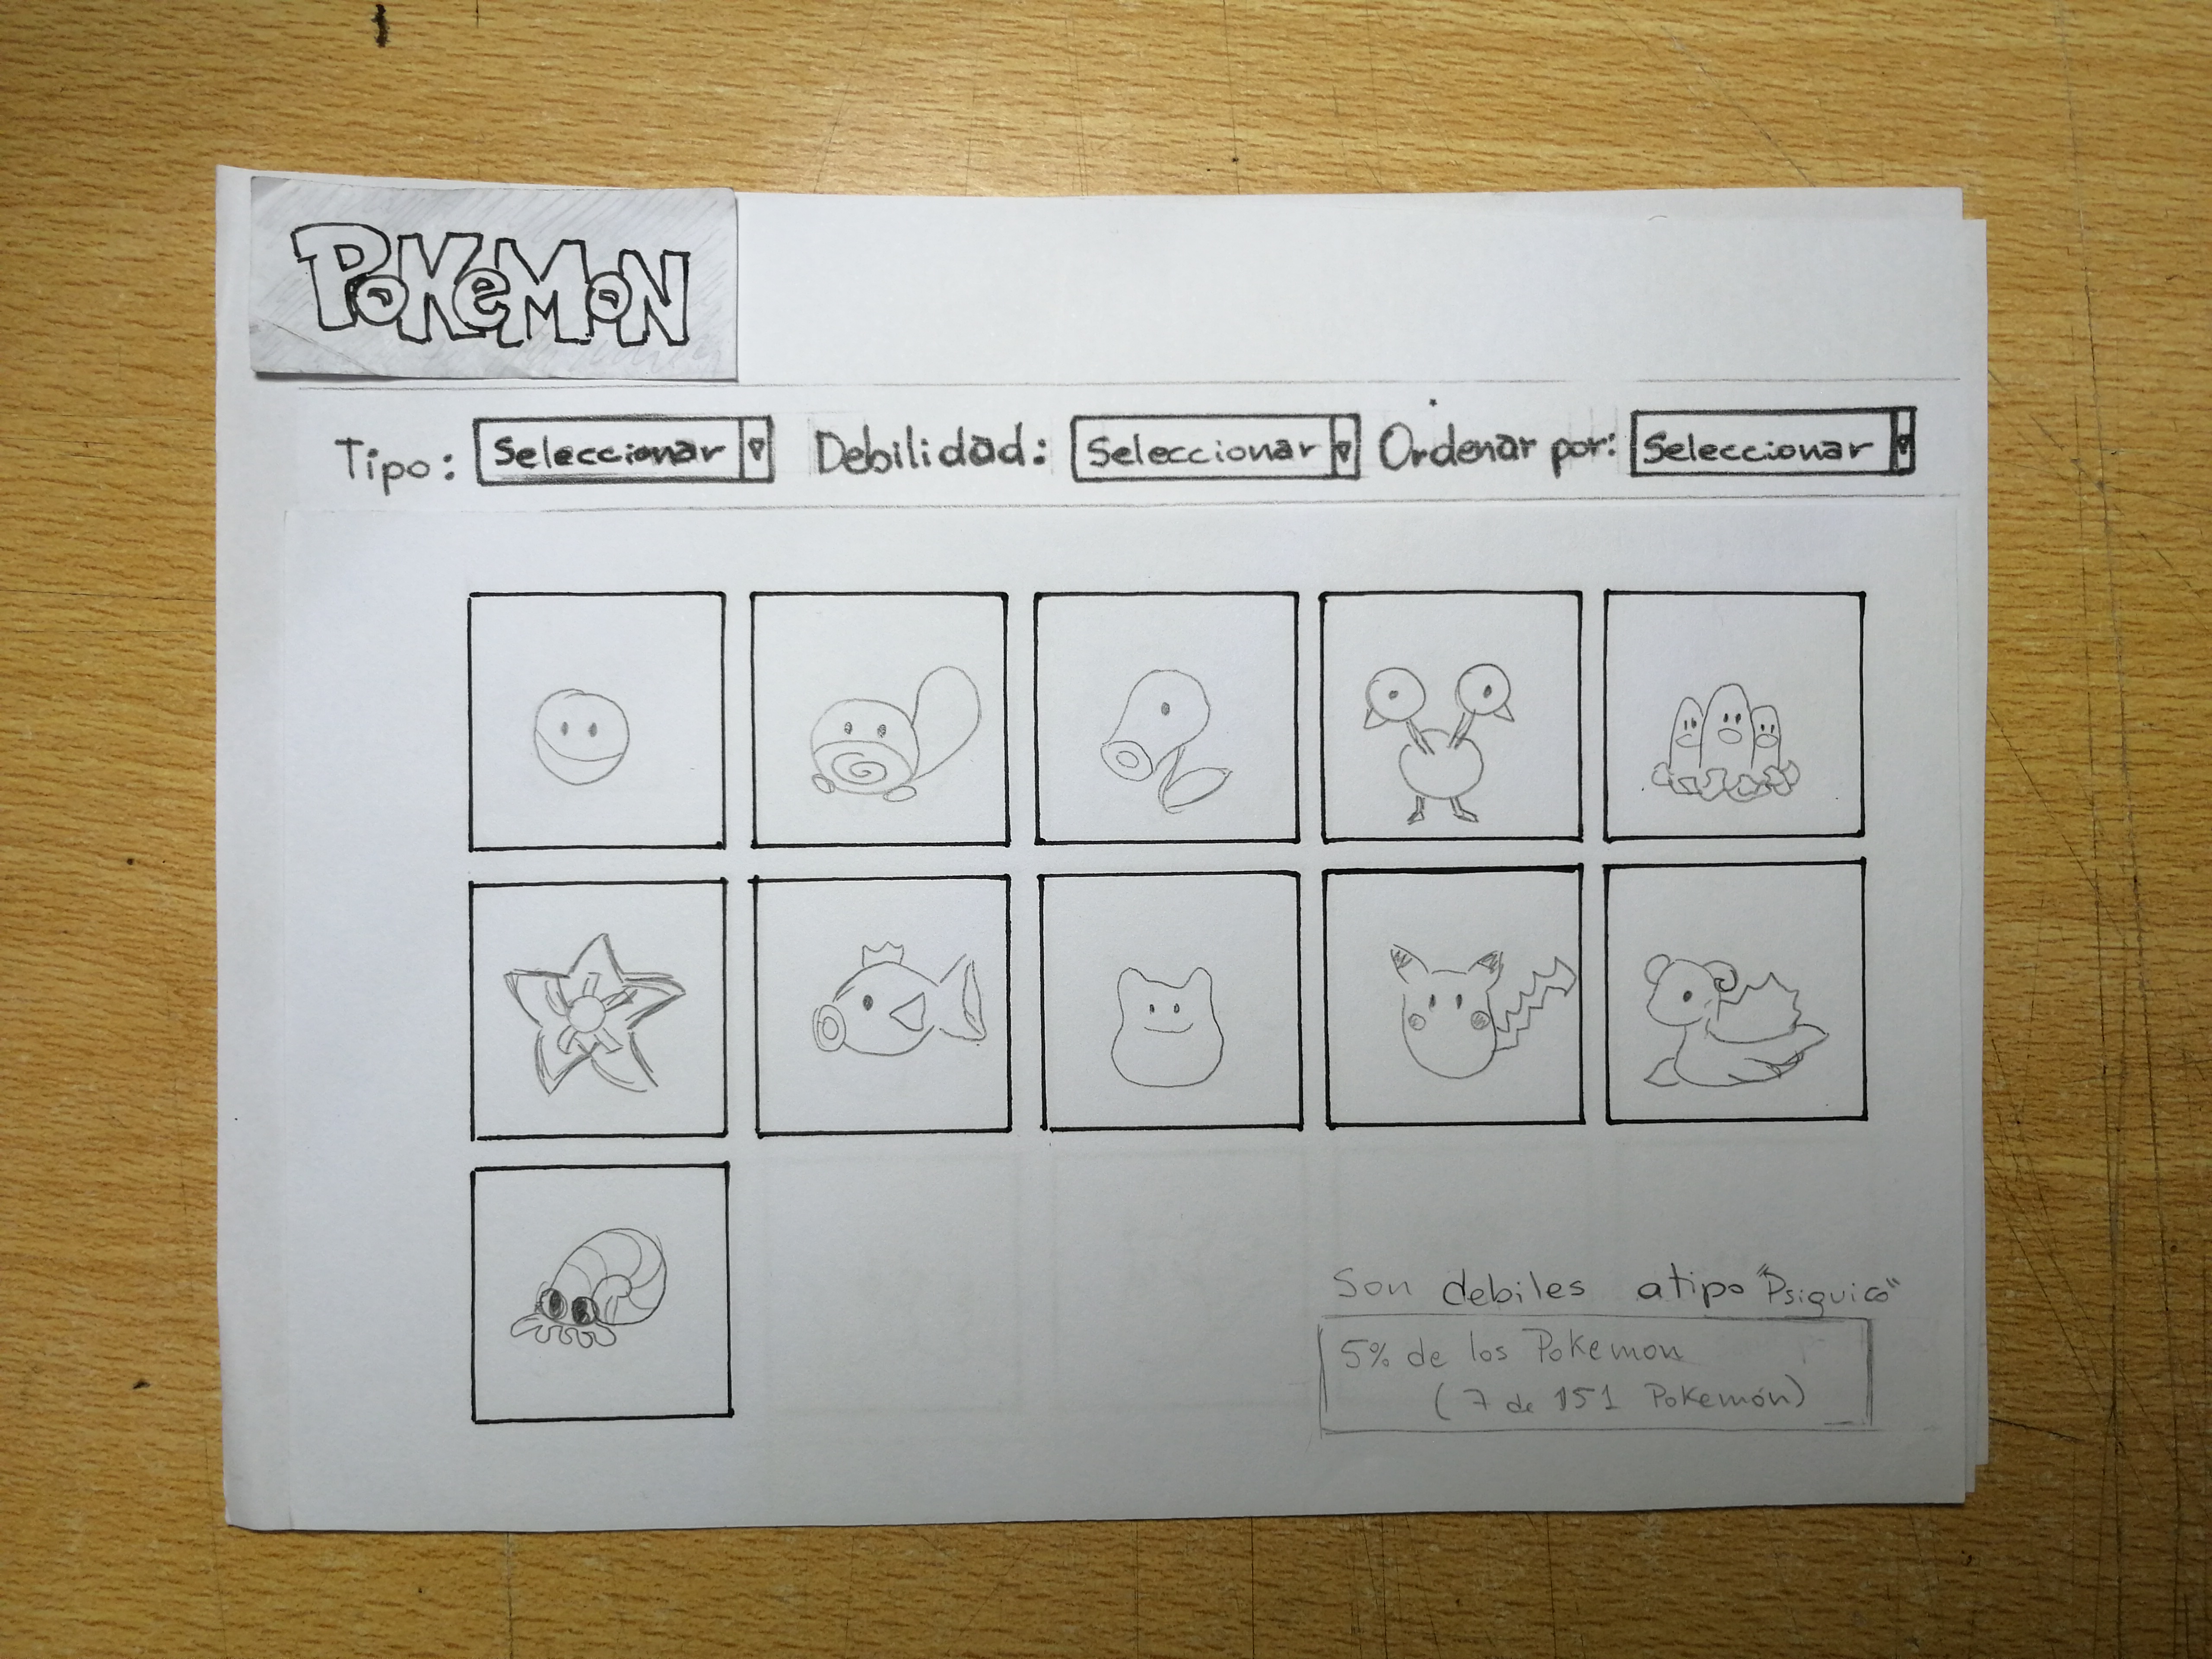 PoKeMoN
Tipo: Seleccionar Debilidad: Seleccionar Ordenar por: Seleccionar
Son debiles a tipo "Psiquico"
5% de los Pokemon
(7 de 151 Pokemón)